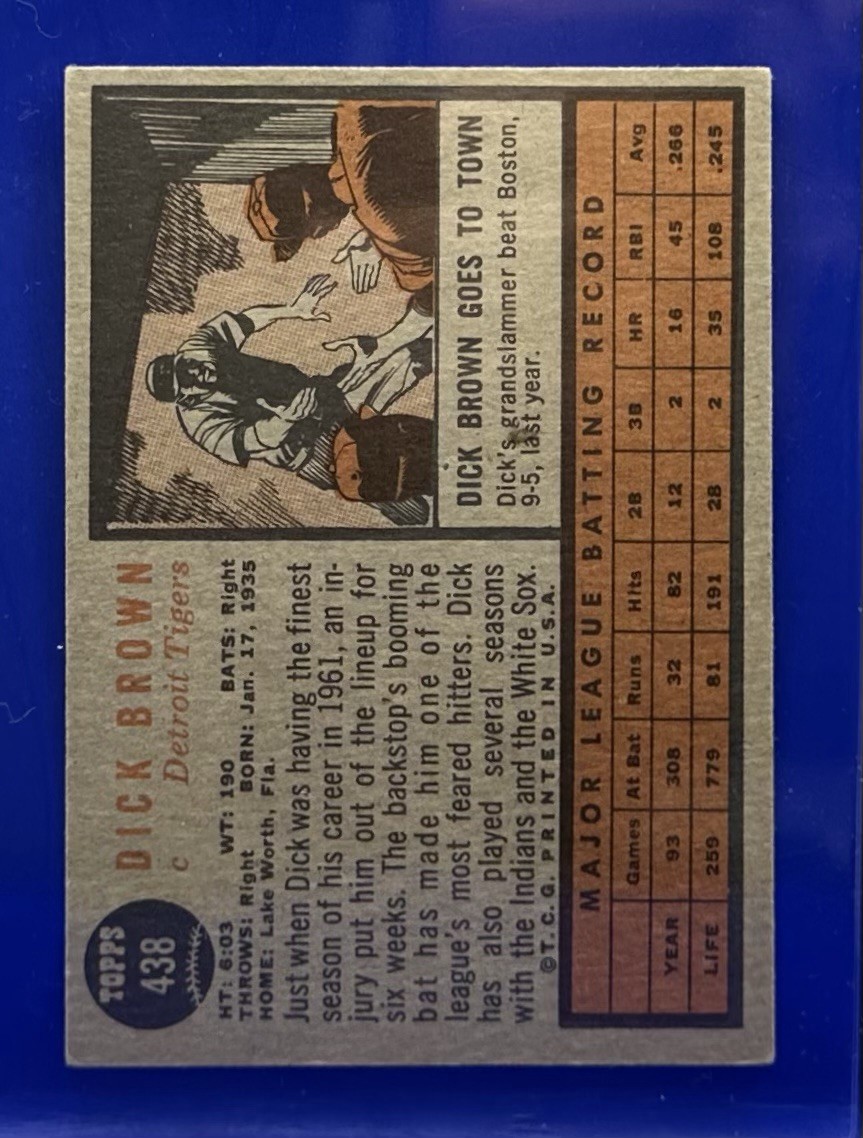 TOPPS
438
DICK BROWN
c Detroit Tigers
HT: 6:03 WT: 190 BATS: Right
THROWS: Right BORN: Jan. 17, 1935
HOME: Lake Worth, Fla.
Just when Dick was having the finest
season of his career in 1961, an in-
jury put him out of the lineup for
six weeks. The backstop's booming
bat has made him one of the
league's most feared hitters. Dick
has also played several seasons
with the Indians and the White Sox.
©T.C.G. PRINTED IN U.S.A.
DICK BROWN GOES TO TOWN
Dick's grandslammer beat Boston,
9-5, last year.
MAJOR LEAGUE BATTING RECORD
Games At Bat Runs Hits 2B 3B HR RBI Avg
YEAR 93 308 32 82 12 2 16 45 .266
LIFE 259 779 81 191 28 2 35 108 .245